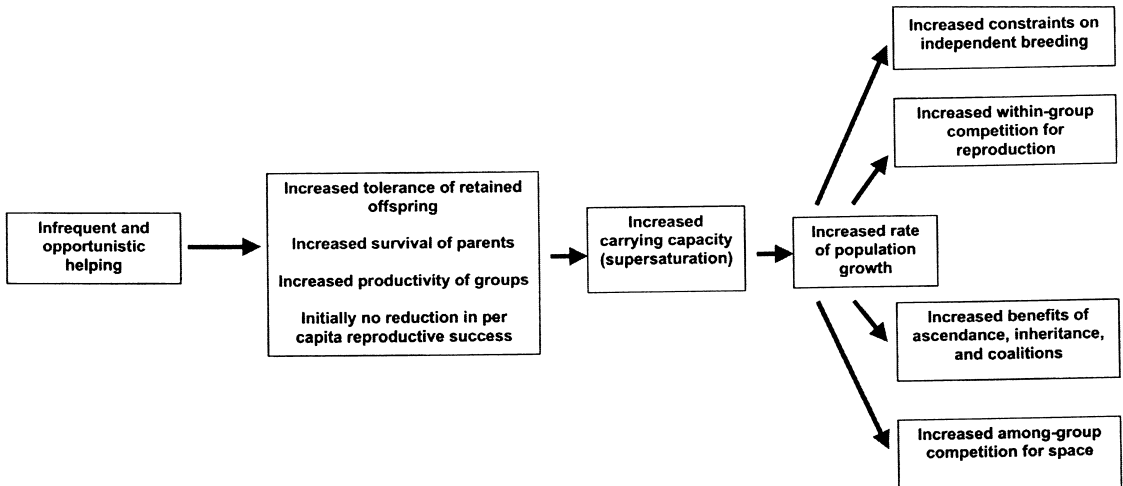 Infrequent and
opportunistic
helping
Increased tolerance of retained
offspring
Increased survival of parents
Increased productivity of groups
Initially no reduction in per
capita reproductive success
Increased
carrying capacity
(supersaturation)
Increased rate
of population
growth
Increased constraints on
independent breeding
Increased within-group
competition for
reproduction
Increased benefits of
ascendance, inheritance,
and coalitions
Increased among-group
competition for space